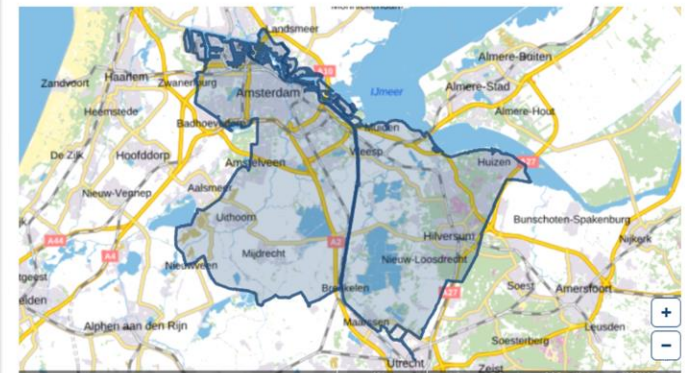 Landsmeer
Almere-Buiten
A10
Zandvoort
Haarlem
Zwanenburg
Almere-Stad
IJmeer
Amsterdam
Heemstede
Almere-Hout
Badhoevedorp
Muiden
De Zijk
Hoofddorp
Weesp
Amstelveen
Huizen
A27
Aalsmeer
Nieuw-Vennep
Uithoorn
Bunschoten-Spakenburg
Hilversum
Nijkerk
A44
A2
A4
Mijdrecht
Nieuw-Loosdrecht
Nieuwveen
Breukelen
Soest
Amersfoort
A27
Maarssen
Alphen aan den Rijn
Leusden
Soesterberg
Utrecht
Zeist
+
−